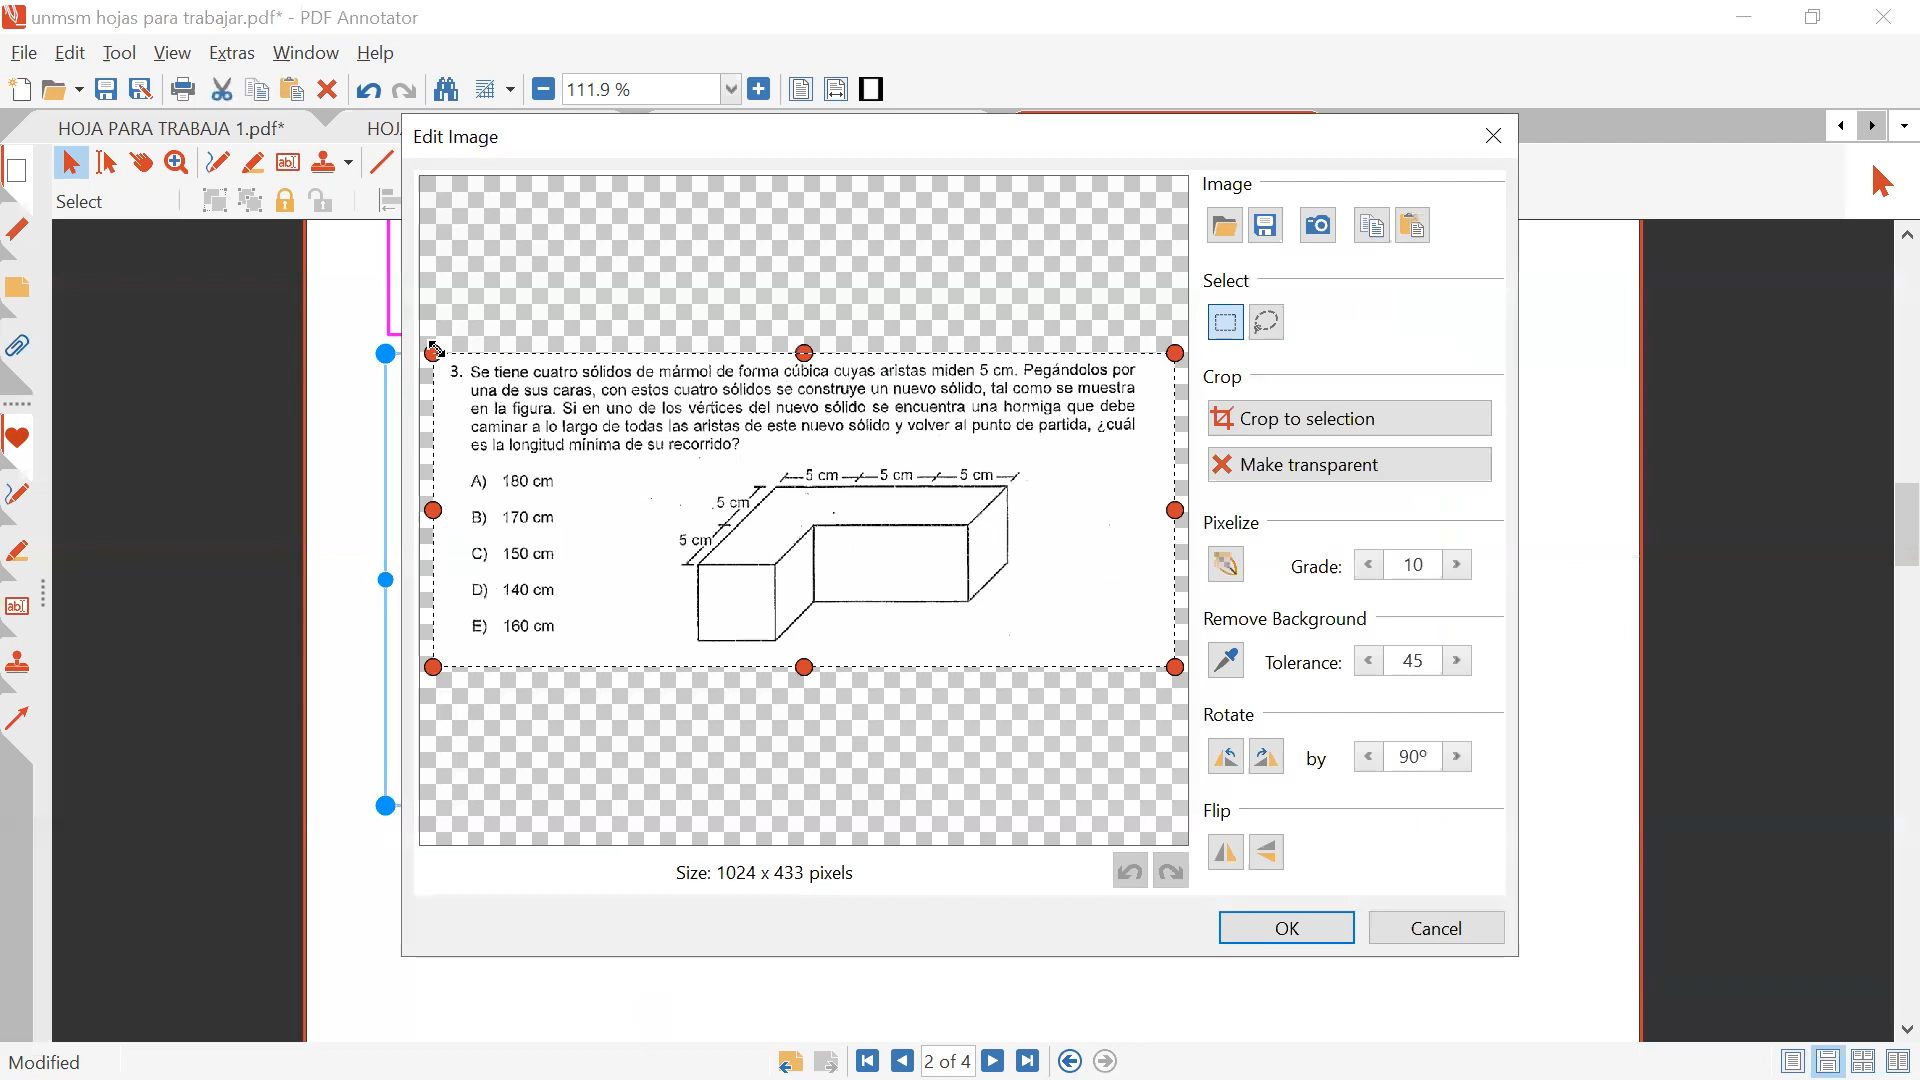 unmsm hojas para trabajar.pdf* - PDF Annotator
File Edit Tool View Extras Window Help
111.9 %
HOJA PARA TRABAJA 1.pdf*
HOJ
Select
Edit Image
3. Se tiene cuatro sólidos de mármol de forma cúbica cuyas aristas miden 5 cm. Pegándolos por
una de sus caras, con estos cuatro sólidos se construye un nuevo sólido, tal como se muestra
en la figura. Si en uno de los vértices del nuevo sólido se encuentra una hormiga que debe
caminar a lo largo de todas las aristas de este nuevo sólido y volver al punto de partida, ¿cuál
es la longitud mínima de su recorrido?
A) 180 cm
B) 170 cm
C) 150 cm
D) 140 cm
E) 160 cm
5 cm 5 cm 5 cm
5 cm
5 cm
Size: 1024 x 433 pixels
Image
Select
Crop
Crop to selection
Make transparent
Pixelize
Grade: 10
Remove Background
Tolerance: 45
Rotate
by 90º
Flip
OK Cancel
Modified
2 of 4